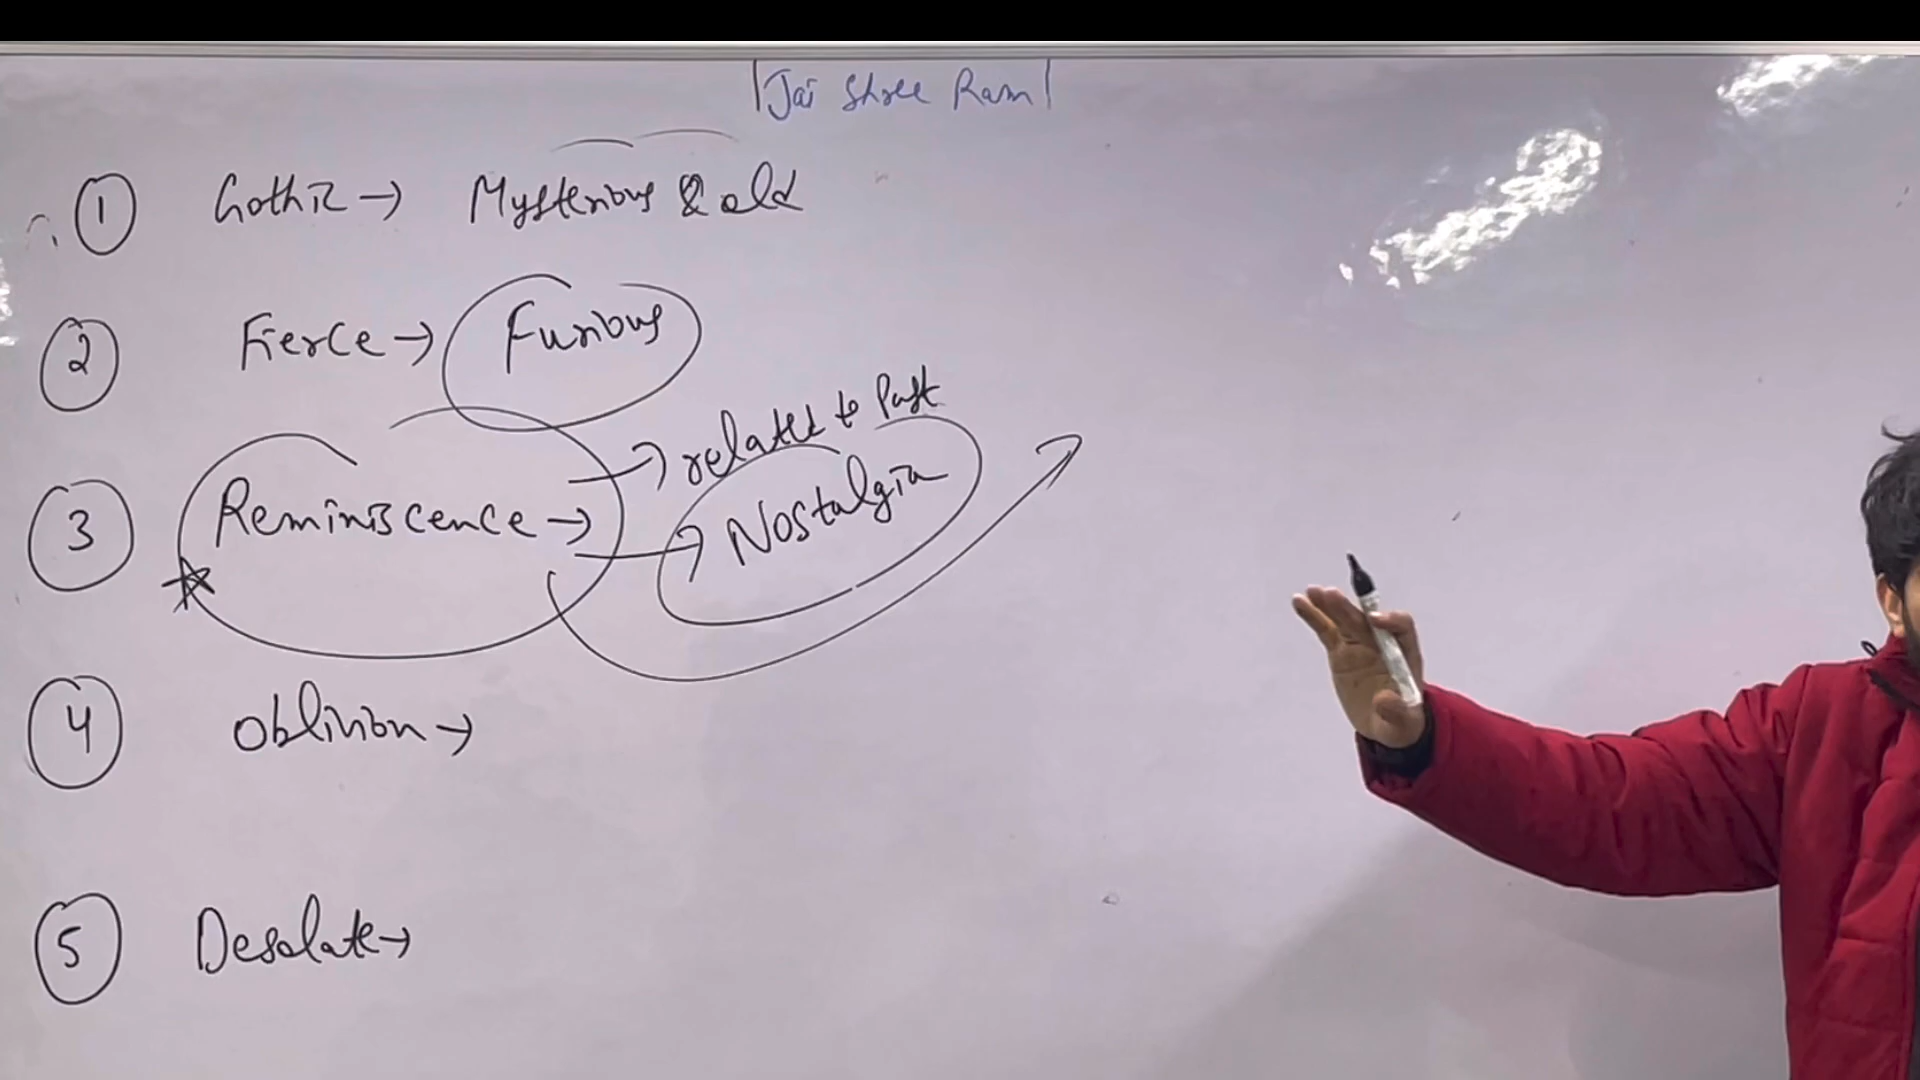 |Jai Shree Ram|
1 Gothic → Mysterious & old
2 Fierce → Furious
3 Reminiscence → → related to Past
→ Nostalgia
4 Oblivion →
5 Desolate →